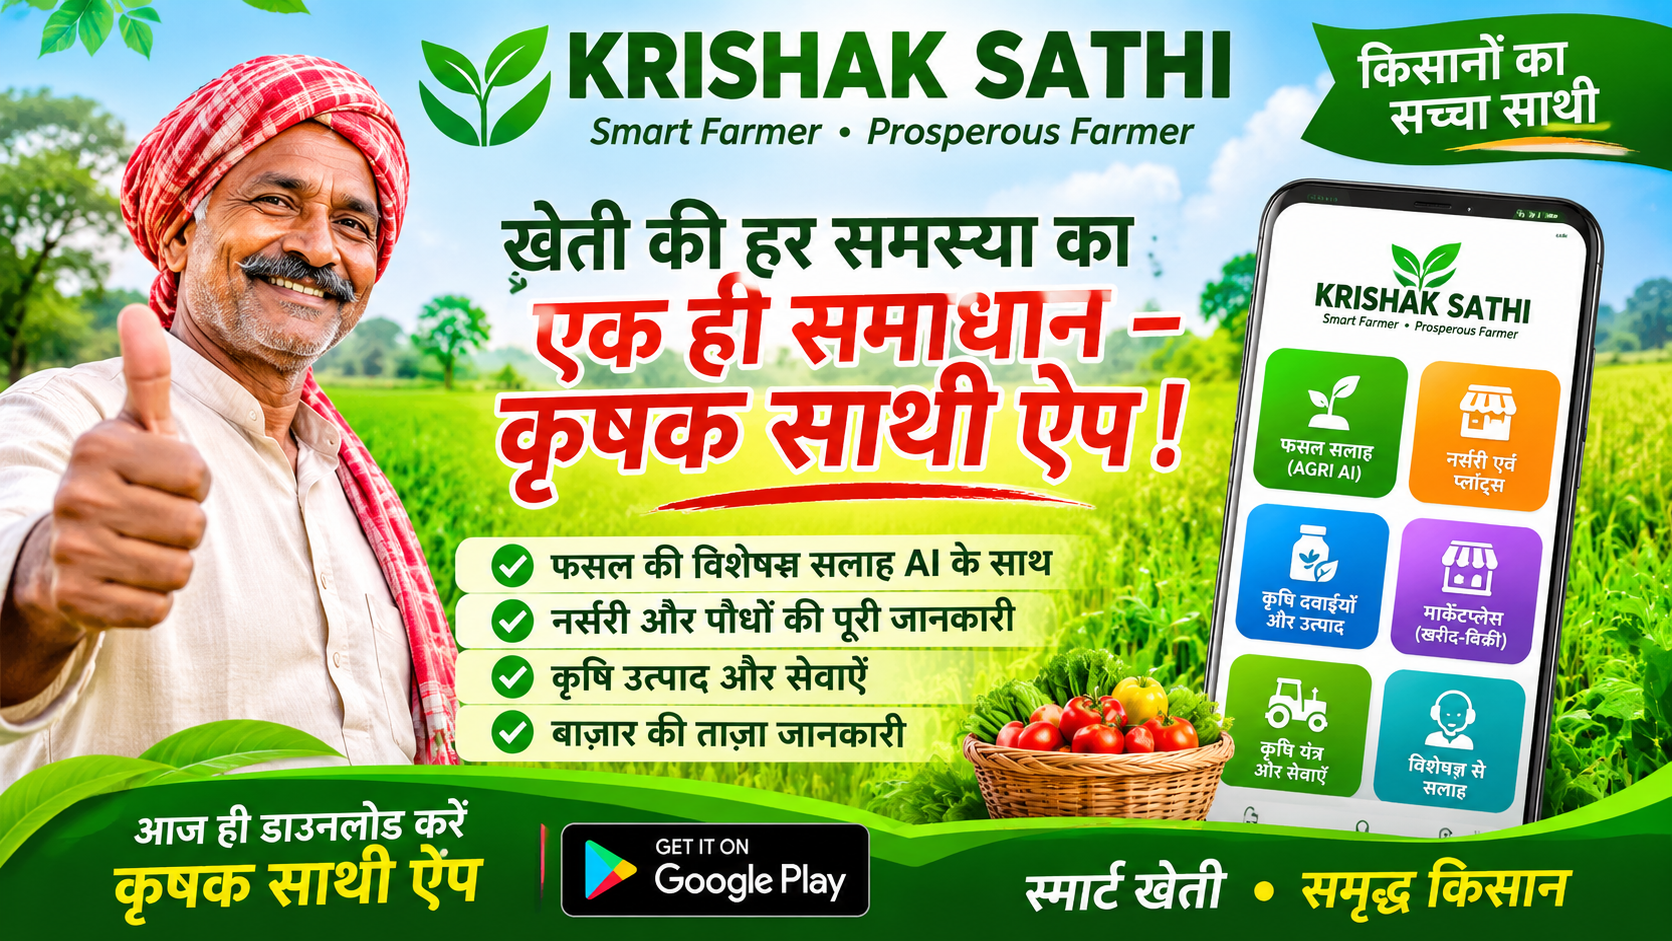 KRISHAK SATHI
Smart Farmer • Prosperous Farmer
किसानों का
सच्चा साथी
खेती की हर समस्या का
एक ही समाधान –
कृषक साथी ऐप !
फसल की विशेषज्ञ सलाह AI के साथ
नर्सरी और पौधों की पूरी जानकारी
कृषि उत्पाद और सेवाऐं
बाज़ार की ताज़ा जानकारी
KRISHAK SATHI
Smart Farmer • Prosperous Farmer
फसल सलाह
(AGRI AI)
नर्सरी एवं
प्लांट्स
कृषि दवाईयों
और उत्पाद
मार्केटप्लेस
(खरीद-बिक्री)
कृषि यंत्र
और सेवाऐं
विशेषज्ञ से
सलाह
आज ही डाउनलोड करें
कृषक साथी ऐप
GET IT ON
Google Play
स्मार्ट खेती • समृद्ध किसान